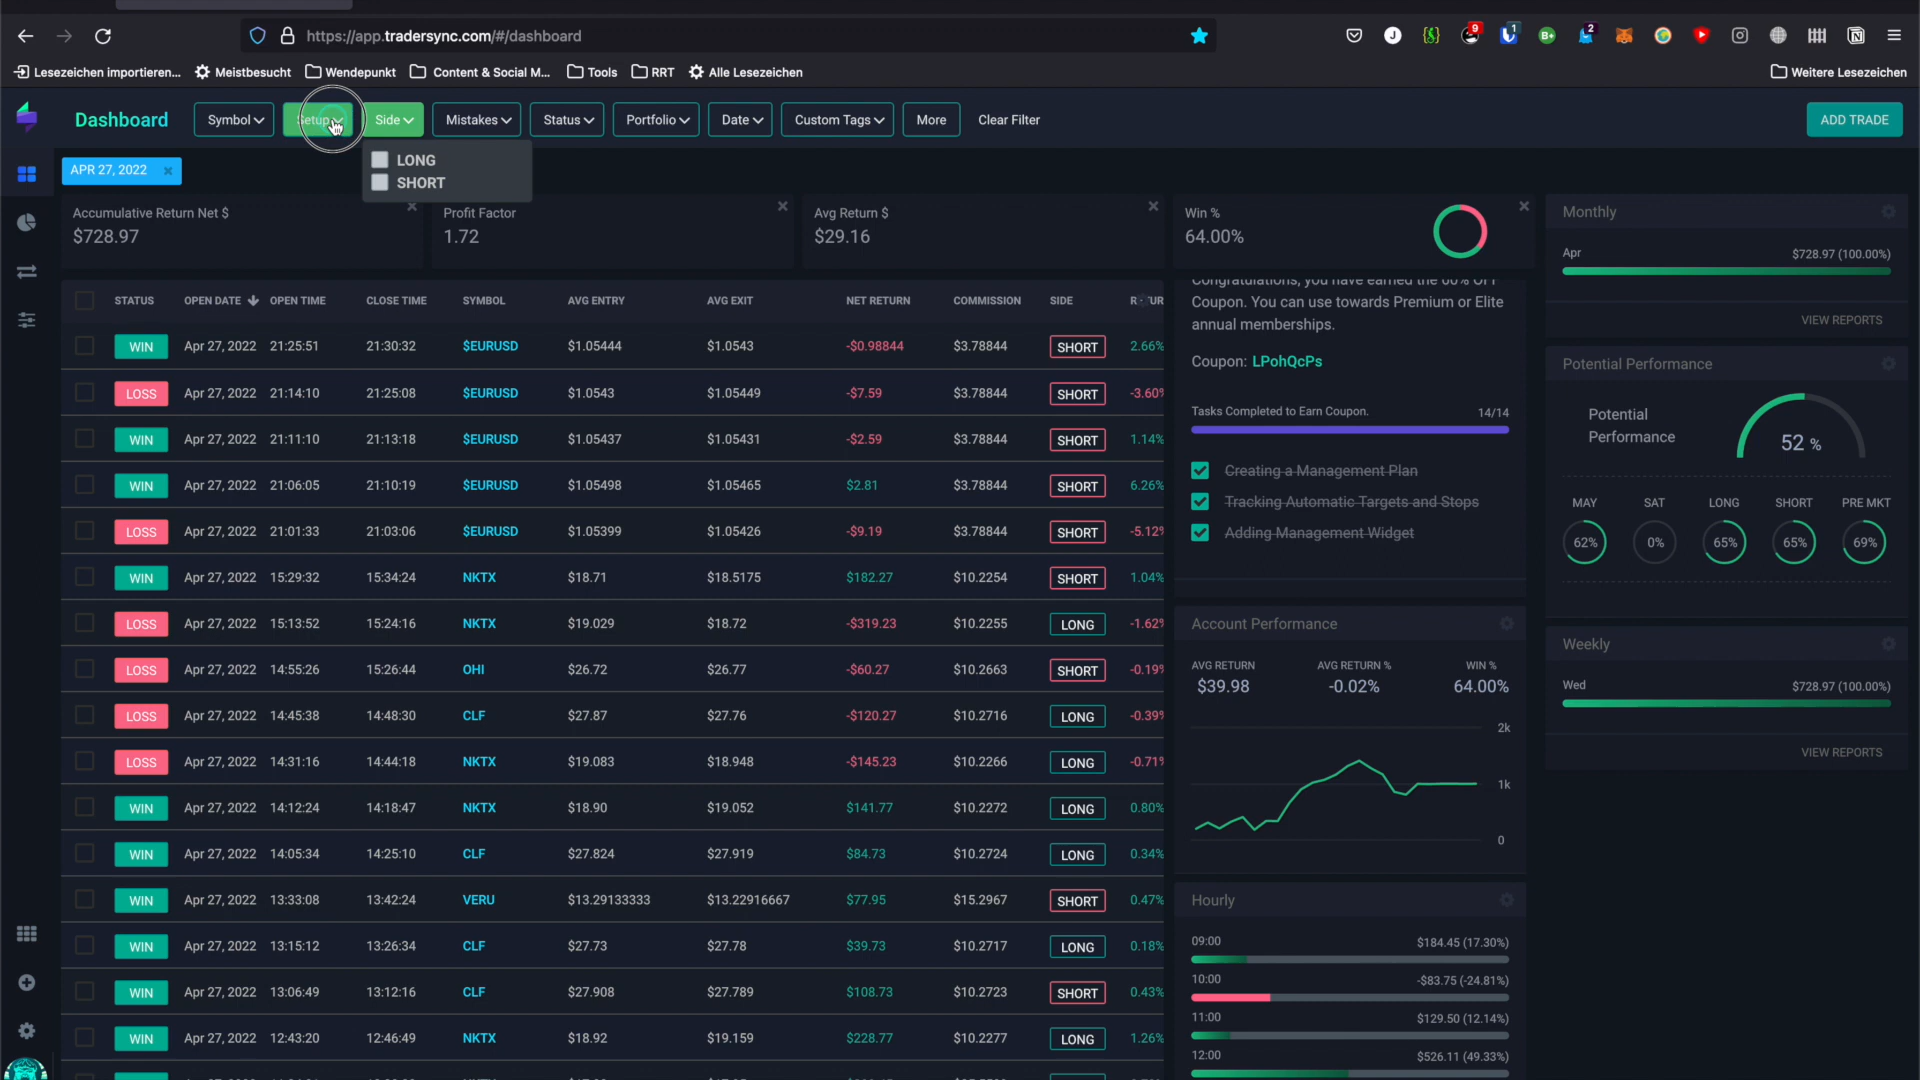 https://app.tradersync.com/#/dashboard
J
9
1
B+
2
Lesezeichen importieren...
Meistbesucht
Wendepunkt
Content & Social M...
Tools
RRT
Alle Lesezeichen
Weitere Lesezeichen
Dashboard
Symbol
Setup
Side
Mistakes
Status
Portfolio
Date
Custom Tags
More
Clear Filter
ADD TRADE
LONG
SHORT
APR 27, 2022
Accumulative Return Net $
$728.97
Profit Factor
1.72
Avg Return $
$29.16
Win %
64.00%
STATUS OPEN DATE OPEN TIME CLOSE TIME SYMBOL AVG ENTRY AVG EXIT NET RETURN COMMISSION SIDE
WIN Apr 27, 2022 21:25:51 21:30:32 $EURUSD $1.05444 $1.0543 -$0.98844 $3.78844 SHORT 2.66%
LOSS Apr 27, 2022 21:14:10 21:25:08 $EURUSD $1.0543 $1.05449 -$7.59 $3.78844 SHORT -3.60%
WIN Apr 27, 2022 21:11:10 21:13:18 $EURUSD $1.05437 $1.05431 -$2.59 $3.78844 SHORT 1.14%
WIN Apr 27, 2022 21:06:05 21:10:19 $EURUSD $1.05498 $1.05465 $2.81 $3.78844 SHORT 6.26%
LOSS Apr 27, 2022 21:01:33 21:03:06 $EURUSD $1.05399 $1.05426 -$9.19 $3.78844 SHORT -5.12%
WIN Apr 27, 2022 15:29:32 15:34:24 NKTX $18.71 $18.5175 $182.27 $10.2254 SHORT 1.04%
LOSS Apr 27, 2022 15:13:52 15:24:16 NKTX $19.029 $18.72 -$319.23 $10.2255 LONG -1.62%
LOSS Apr 27, 2022 14:55:26 15:26:44 OHI $26.72 $26.77 -$60.27 $10.2663 SHORT -0.19%
LOSS Apr 27, 2022 14:45:38 14:48:30 CLF $27.87 $27.76 -$120.27 $10.2716 LONG -0.39%
LOSS Apr 27, 2022 14:31:16 14:44:18 NKTX $19.083 $18.948 -$145.23 $10.2266 LONG -0.71%
WIN Apr 27, 2022 14:12:24 14:18:47 NKTX $18.90 $19.052 $141.77 $10.2272 LONG 0.80%
WIN Apr 27, 2022 14:05:34 14:25:10 CLF $27.824 $27.919 $84.73 $10.2724 LONG 0.34%
WIN Apr 27, 2022 13:33:08 13:42:24 VERU $13.29133333 $13.22916667 $77.95 $15.2967 SHORT 0.47%
WIN Apr 27, 2022 13:15:12 13:26:34 CLF $27.73 $27.78 $39.73 $10.2717 LONG 0.18%
WIN Apr 27, 2022 13:06:49 13:12:16 CLF $27.908 $27.789 $108.73 $10.2723 SHORT 0.43%
WIN Apr 27, 2022 12:43:20 12:46:49 NKTX $18.92 $19.159 $228.77 $10.2277 LONG 1.26%
Congratulations, you have earned the 60% OFF
Coupon. You can use towards Premium or Elite
annual memberships.
Coupon: LPohQcPs
Tasks Completed to Earn Coupon. 14/14
Creating a Management Plan
Tracking Automatic Targets and Stops
Adding Management Widget
Account Performance
AVG RETURN AVG RETURN % WIN %
$39.98 -0.02% 64.00%
2k
1k
0
Hourly
09:00 $184.45 (17.30%)
10:00 -$83.75 (-24.81%)
11:00 $129.50 (12.14%)
12:00 $526.11 (49.33%)
Monthly
Apr $728.97 (100.00%)
VIEW REPORTS
Potential Performance
Potential
Performance
52 %
MAY SAT LONG SHORT PRE MKT
62% 0% 65% 65% 69%
Weekly
Wed $728.97 (100.00%)
VIEW REPORTS